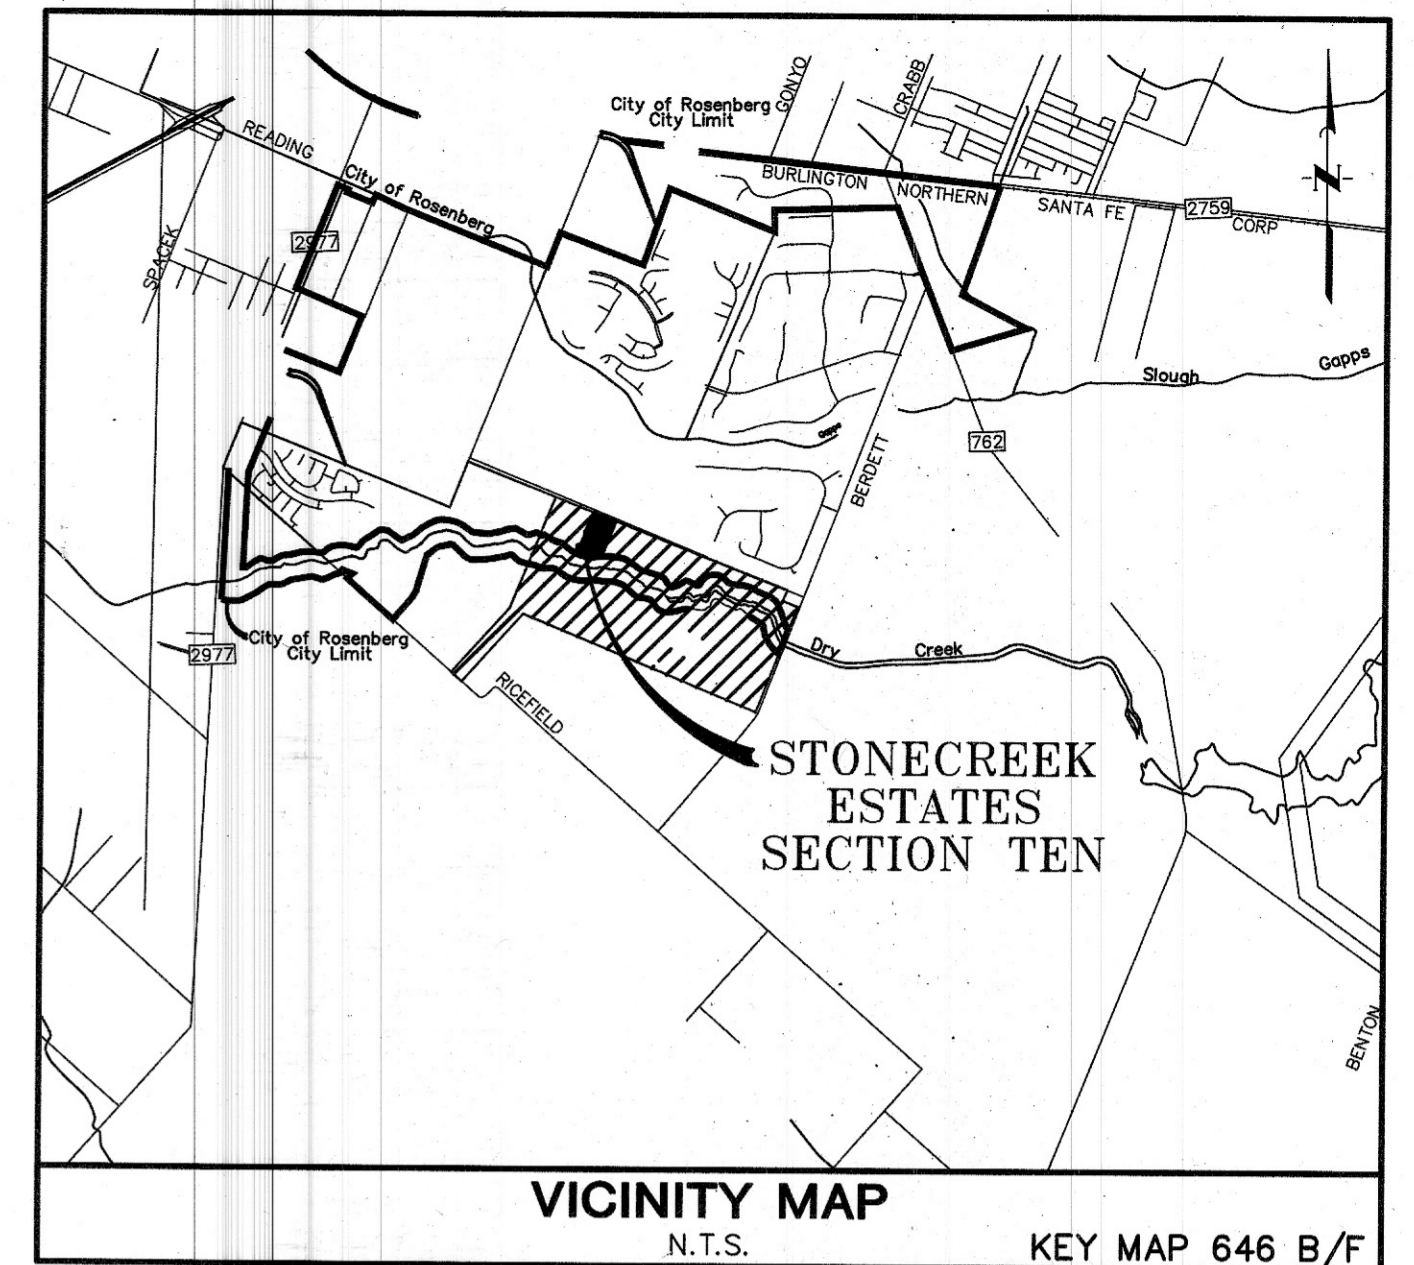 City of Rosenberg
City Limit
GONYO
CRABB
READING
City of Rosenberg
BURLINGTON
NORTHERN
SANTA FE
2759
CORP
N
SPACEK
2977
Gapps
Slough
Gapps
762
BERDETT
City of Rosenberg
City Limit
2977
Dry
Creek
RICEFIELD
STONECREEK
ESTATES
SECTION TEN
BENTON
VICINITY MAP
N.T.S.
KEY MAP 646 B/F